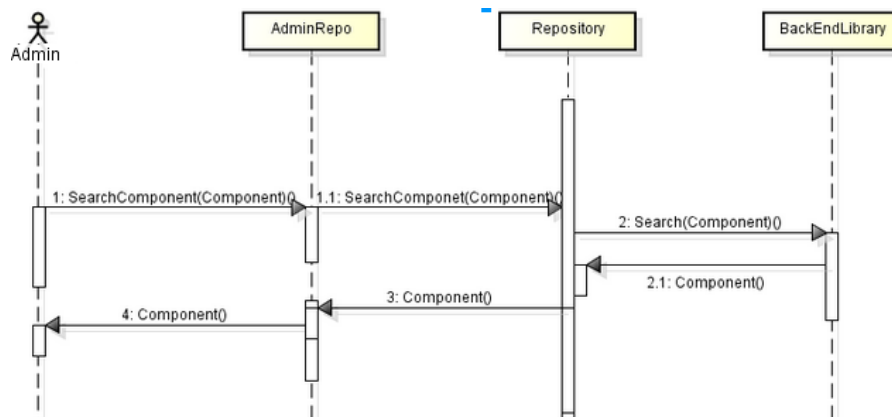 AdminRepo
Repository
BackEndLibrary
Admin
1: SearchComponent(Component)()
1.1: SearchComponet(Component)()
2: Search(Component)()
2.1: Component()
3: Component()
4: Component()